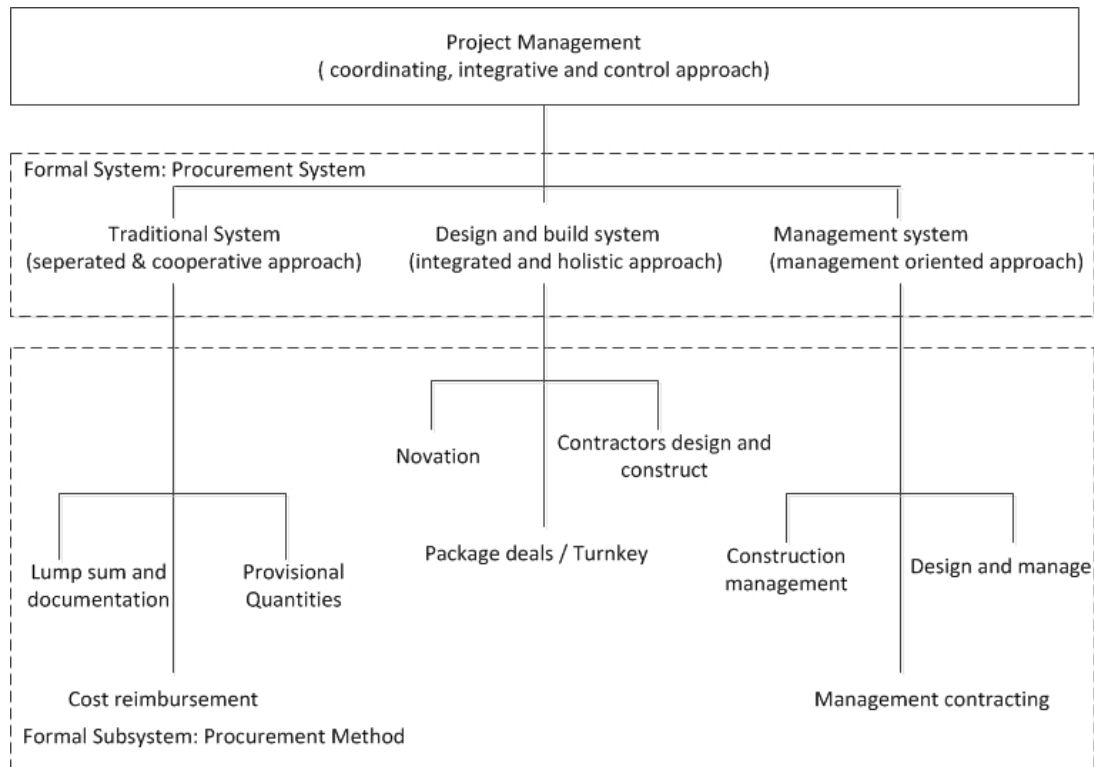 Project Management
( coordinating, integrative and control approach)
Formal System: Procurement System
Traditional System
(seperated & cooperative approach)
Design and build system
(integrated and holistic approach)
Management system
(management oriented approach)
Novation
Contractors design and
construct
Package deals / Turnkey
Lump sum and
documentation
Provisional
Quantities
Construction
management
Design and manage
Cost reimbursement
Management contracting
Formal Subsystem: Procurement Method